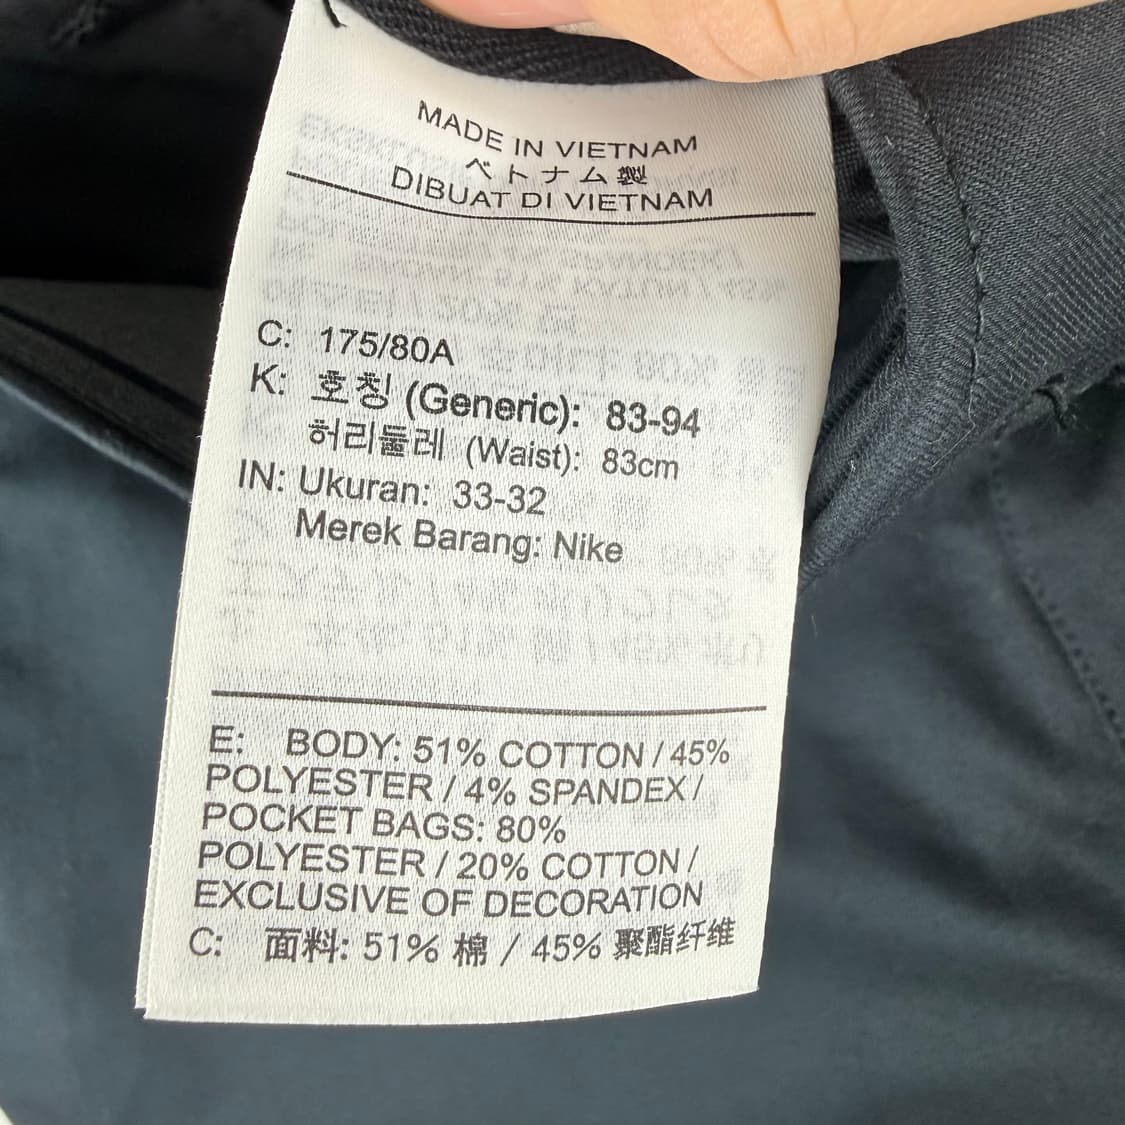 MADE IN VIETNAM
ベトナム製
DIBUAT DI VIETNAM
C: 175/80A
K: 호칭 (Generic): 83-94
허리둘레 (Waist): 83cm
IN: Ukuran: 33-32
Merek Barang: Nike
E: BODY: 51% COTTON / 45%
POLYESTER / 4% SPANDEX /
POCKET BAGS: 80%
POLYESTER / 20% COTTON /
EXCLUSIVE OF DECORATION
C: 面料: 51% 棉 / 45% 聚酯纤维